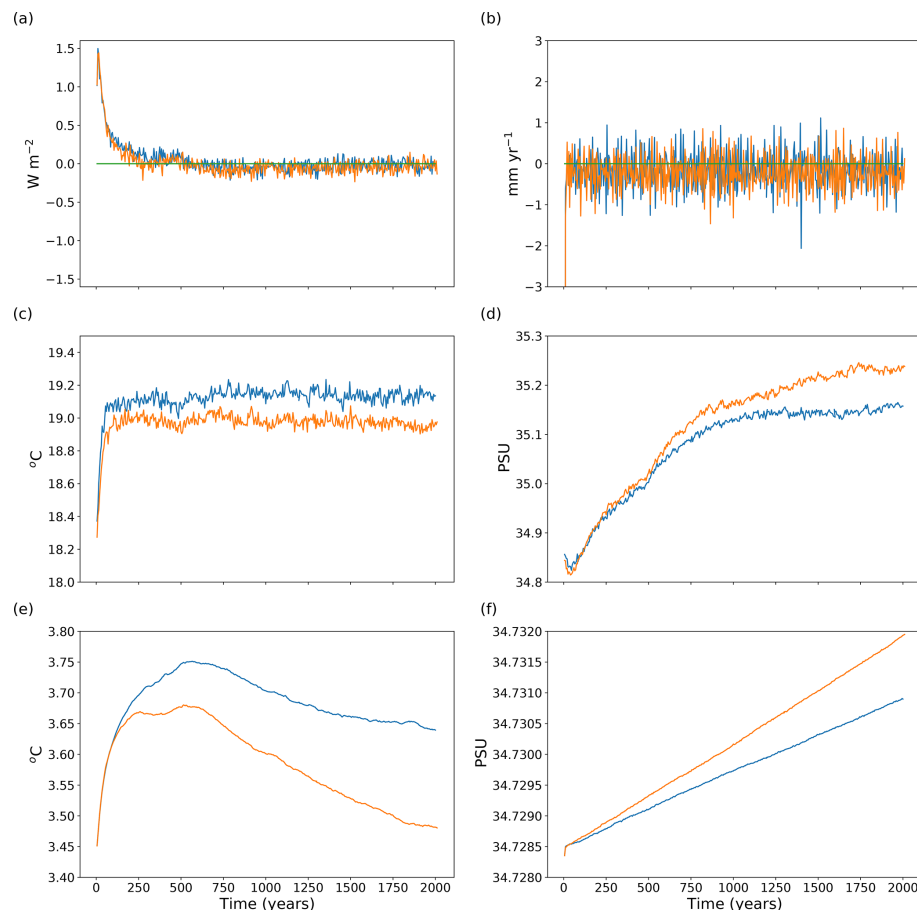 (a)
(b)
1.5
1.0
0.5
0.0
−0.5
−1.0
−1.5
W m−2
3
2
1
0
−1
−2
−3
mm yr−1
(c)
(d)
19.4
19.2
19.0
18.8
18.6
18.4
18.2
18.0
oC
35.3
35.2
35.1
35.0
34.9
34.8
PSU
(e)
(f)
3.80
3.75
3.70
3.65
3.60
3.55
3.50
3.45
3.40
oC
34.7320
34.7315
34.7310
34.7305
34.7300
34.7295
34.7290
34.7285
34.7280
PSU
0 250 500 750 1000 1250 1500 1750 2000
Time (years)
0 250 500 750 1000 1250 1500 1750 2000
Time (years)